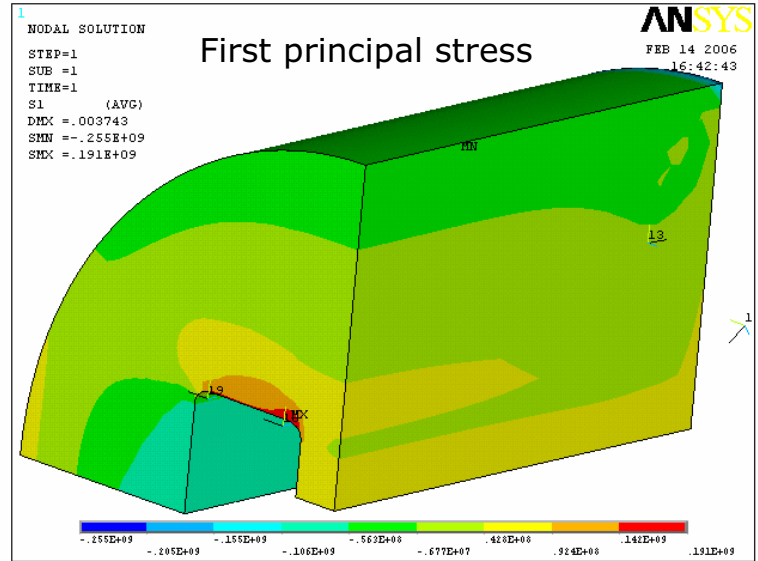 1
NODAL SOLUTION
STEP=1
SUB =1
TIME=1
S1 (AVG)
DMX =.003743
SMN =-.255E+09
SMX =.191E+09
First principal stress
ANSYS
FEB 14 2006
16:42:43
MN
13
1
19
MX
-.255E+09 -.155E+09 -.563E+08 .428E+08 .142E+09
-.205E+09 -.106E+09 -.677E+07 .924E+08 .191E+09